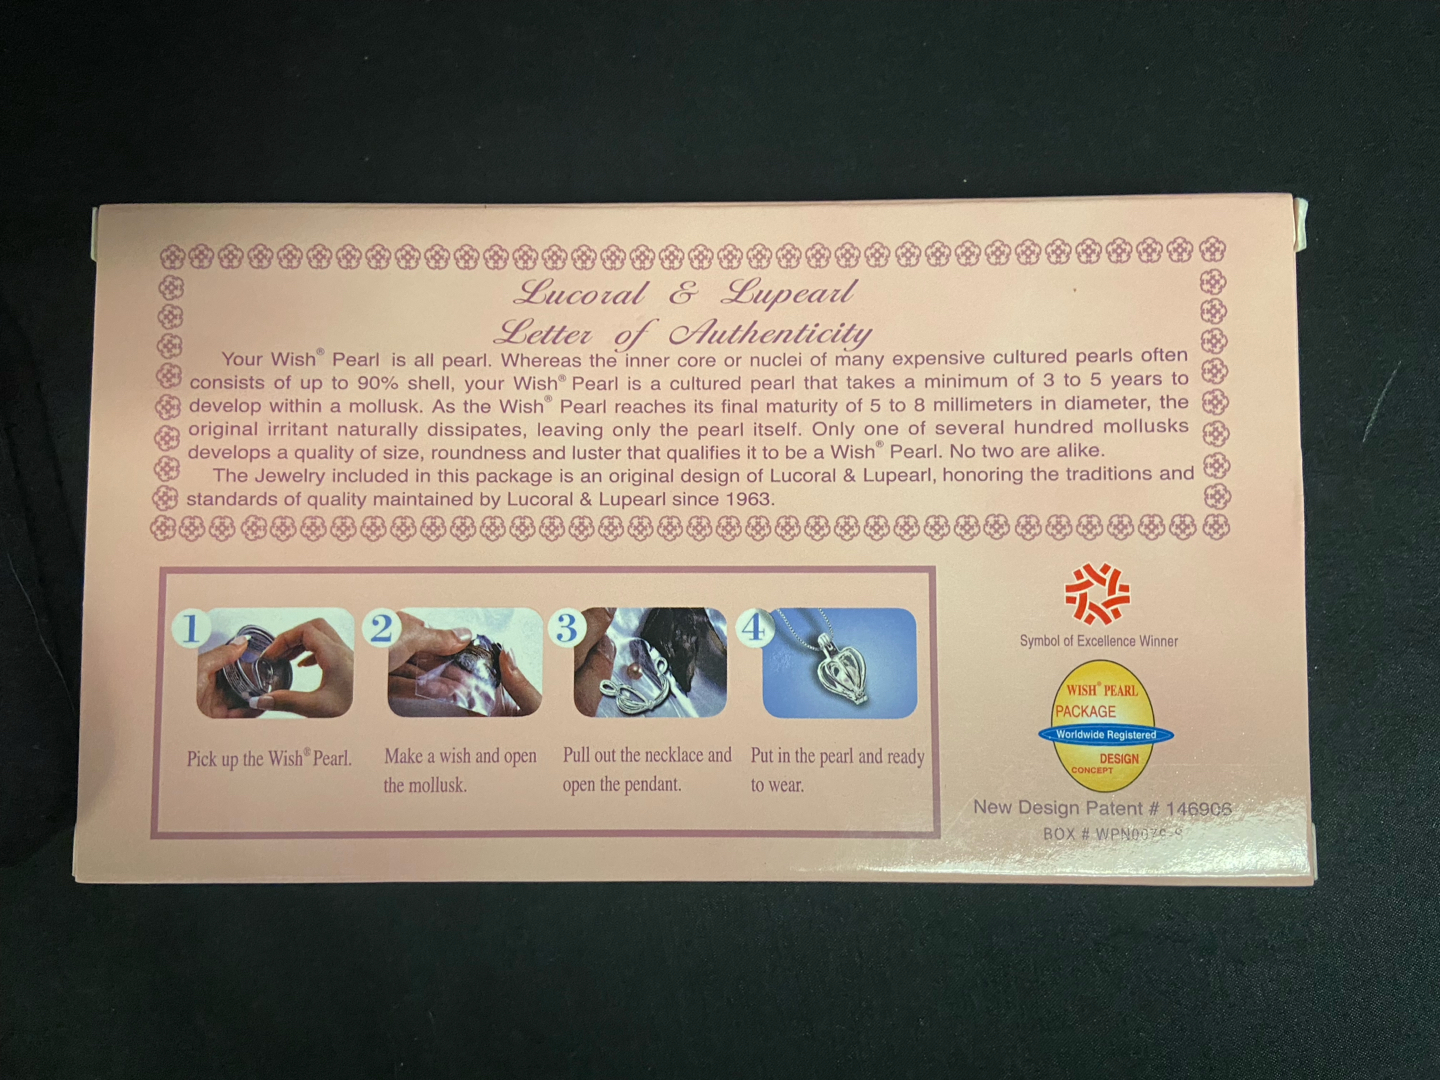 Lucoral & Lupearl
Letter of Authenticity
Your Wish® Pearl is all pearl. Whereas the inner core or nuclei of many expensive cultured pearls often
consists of up to 90% shell, your Wish® Pearl is a cultured pearl that takes a minimum of 3 to 5 years to
develop within a mollusk. As the Wish® Pearl reaches its final maturity of 5 to 8 millimeters in diameter, the
original irritant naturally dissipates, leaving only the pearl itself. Only one of several hundred mollusks
develops a quality of size, roundness and luster that qualifies it to be a Wish® Pearl. No two are alike.
The Jewelry included in this package is an original design of Lucoral & Lupearl, honoring the traditions and
standards of quality maintained by Lucoral & Lupearl since 1963.
1
Pick up the Wish® Pearl.
2
Make a wish and open
the mollusk.
3
Pull out the necklace and
open the pendant.
4
Put in the pearl and ready
to wear.
Symbol of Excellence Winner
WISH® PEARL
PACKAGE
Worldwide Registered
DESIGN
CONCEPT
New Design Patent # 146906
BOX #